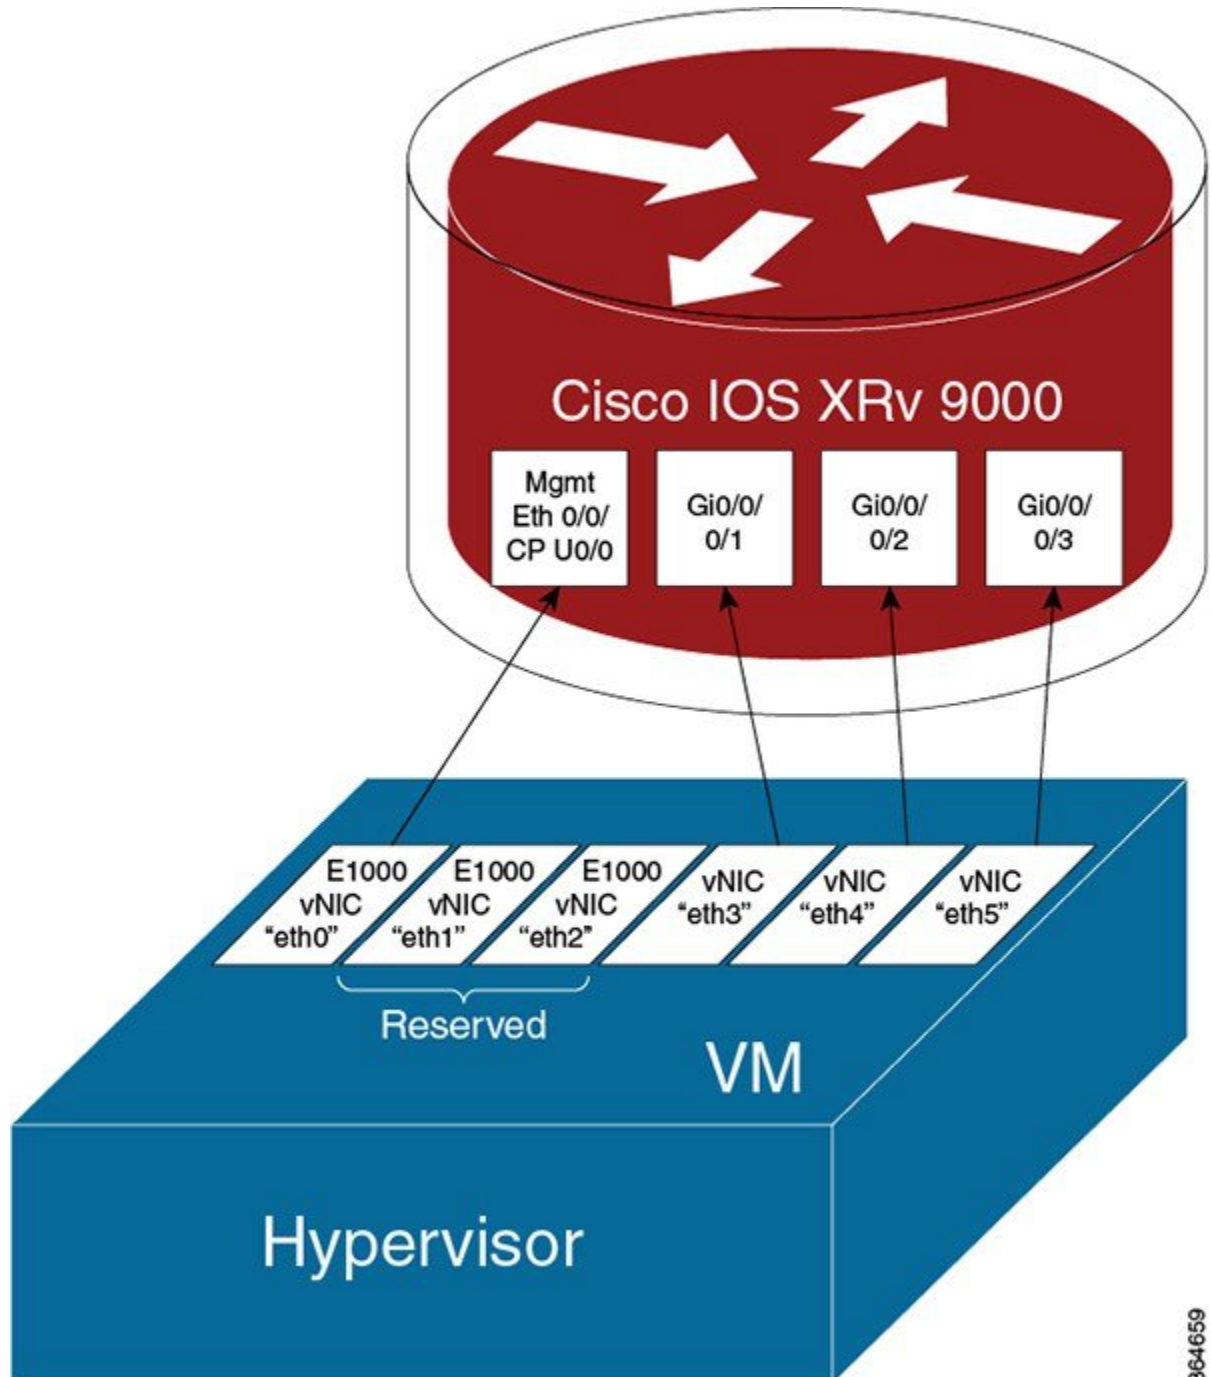 Cisco IOS XRv 9000
Mgmt
Eth 0/0/
CP U0/0
Gi0/0/
0/1
Gi0/0/
0/2
Gi0/0/
0/3
E1000
vNIC
“eth0”
E1000
vNIC
“eth1”
E1000
vNIC
“eth2”
vNIC
“eth3”
vNIC
“eth4”
vNIC
“eth5”
Reserved
VM
Hypervisor
364659